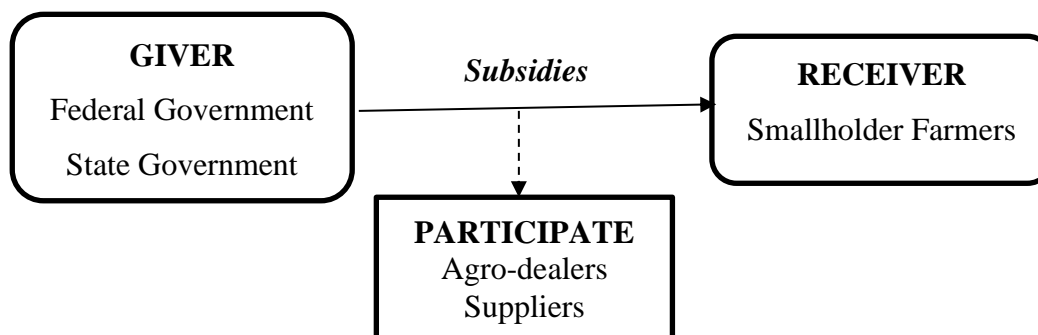 GIVER
Federal Government
State Government
Subsidies
RECEIVER
Smallholder Farmers
PARTICIPATE
Agro-dealers
Suppliers